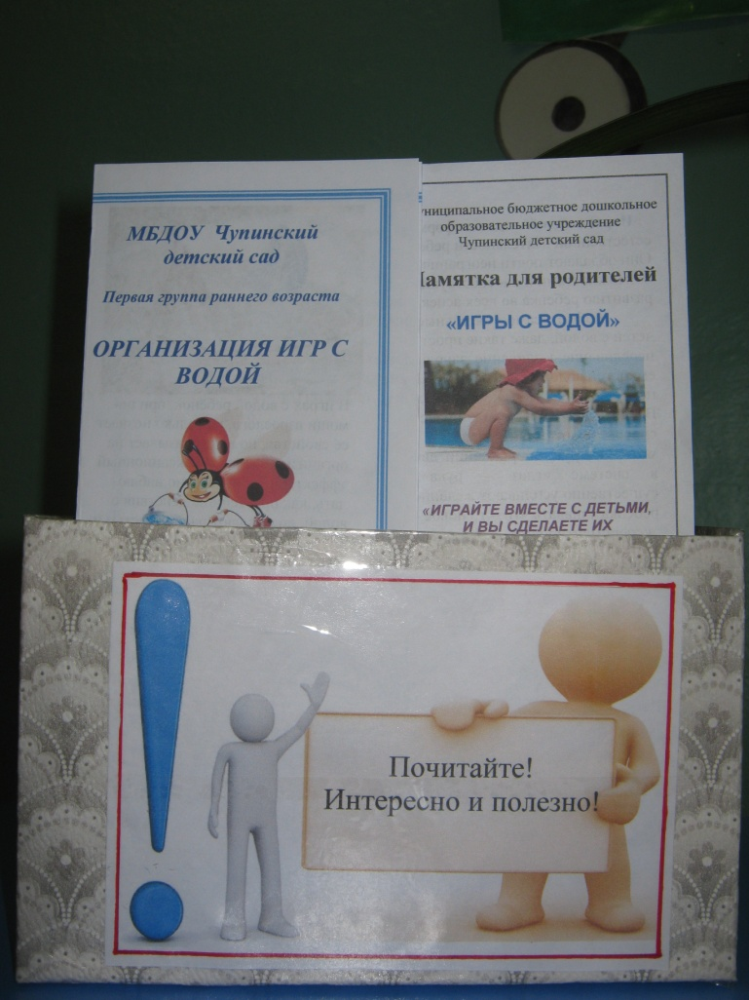 МБДОУ Чупинский
детский сад
Первая группа раннего возраста
ОРГАНИЗАЦИЯ ИГР С
ВОДОЙ
униципальное бюджетное дошкольное
образовательное учреждение
Чупинский детский сад
амятка для родителей
«ИГРЫ С ВОДОЙ»
«ИГРАЙТЕ ВМЕСТЕ С ДЕТЬМИ,
И ВЫ СДЕЛАЕТЕ ИХ
Почитайте!
Интересно и полезно!